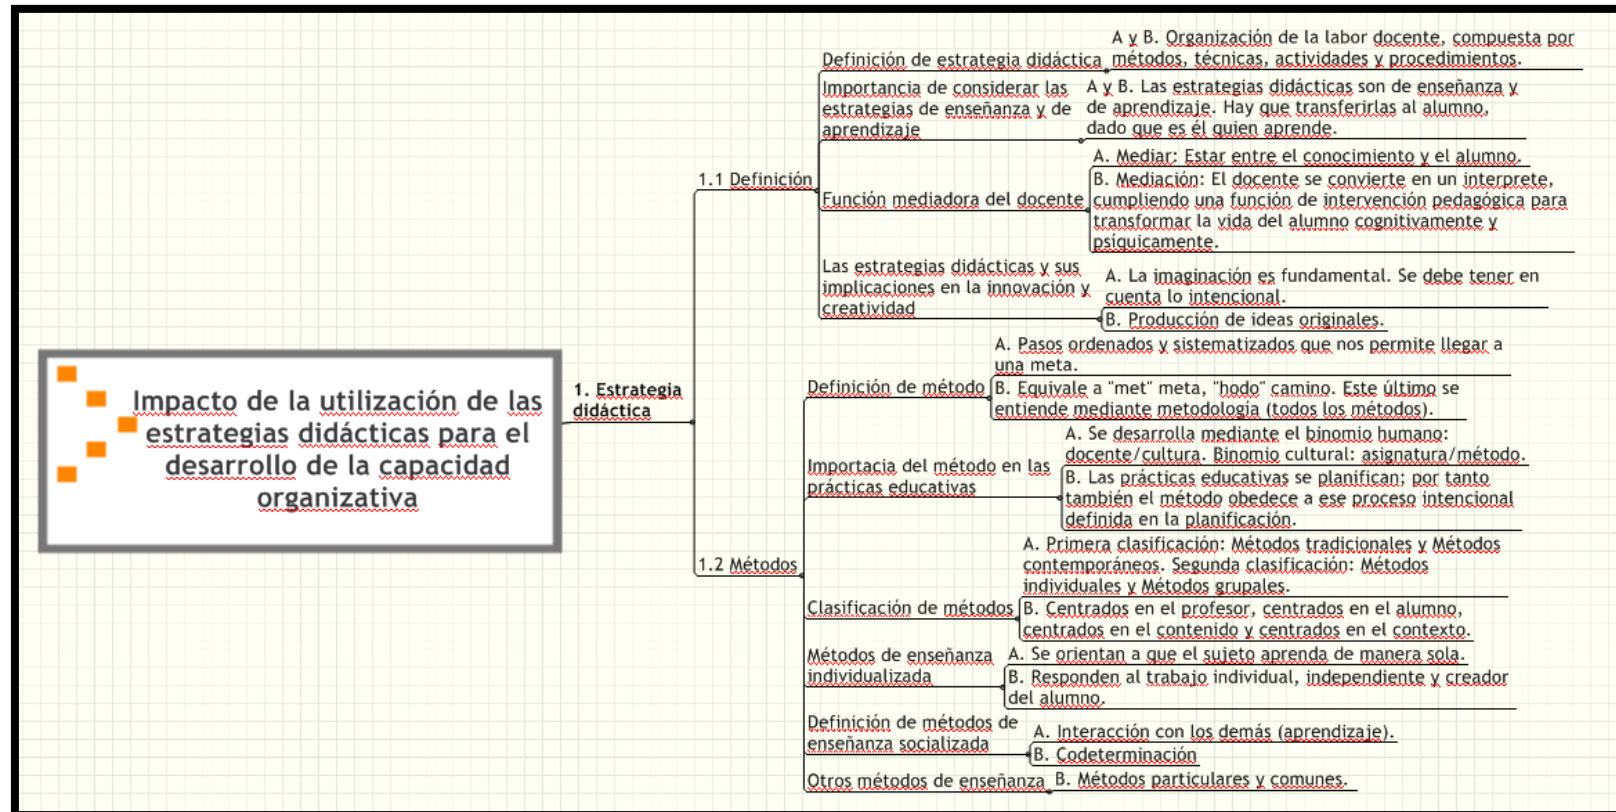 Impacto de la utilización de las
estrategias didácticas para el
desarrollo de la capacidad
organizativa
1. Estrategia
didáctica
1.1 Definición
Definición de estrategia didáctica
A y B. Organización de la labor docente, compuesta por
métodos, técnicas, actividades y procedimientos.
Importancia de considerar las
estrategias de enseñanza y de
aprendizaje
A y B. Las estrategias didácticas son de enseñanza y
de aprendizaje. Hay que transferirlas al alumno,
dado que es él quien aprende.
Función mediadora del docente
A. Mediar: Estar entre el conocimiento y el alumno.
B. Mediación: El docente se convierte en un interprete,
cumpliendo una función de intervención pedagógica para
transformar la vida del alumno cognitivamente y
psíquicamente.
Las estrategias didácticas y sus
implicaciones en la innovación y
creatividad
A. La imaginación es fundamental. Se debe tener en
cuenta lo intencional.
B. Producción de ideas originales.
1.2 Métodos
Definición de método
A. Pasos ordenados y sistematizados que nos permite llegar a
una meta.
B. Equivale a "met" meta, "hodo" camino. Este último se
entiende mediante metodología (todos los métodos).
Importacia del método en las
prácticas educativas
A. Se desarrolla mediante el binomio humano:
docente/cultura. Binomio cultural: asignatura/método.
B. Las prácticas educativas se planifican; por tanto
también el método obedece a ese proceso intencional
definida en la planificación.
Clasificación de métodos
A. Primera clasificación: Métodos tradicionales y Métodos
contemporáneos. Segunda clasificación: Métodos
individuales y Métodos grupales.
B. Centrados en el profesor, centrados en el alumno,
centrados en el contenido y centrados en el contexto.
Métodos de enseñanza
individualizada
A. Se orientan a que el sujeto aprenda de manera sola.
B. Responden al trabajo individual, independiente y creador
del alumno.
Definición de métodos de
enseñanza socializada
A. Interacción con los demás (aprendizaje).
B. Codeterminación
Otros métodos de enseñanza
B. Métodos particulares y comunes.